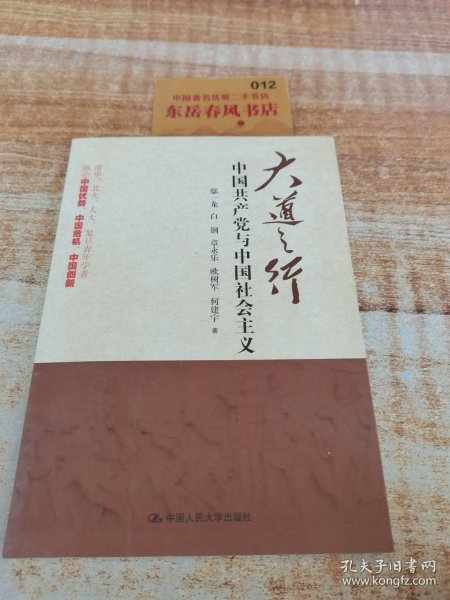 012
中国著名优质二手书店
东岳春风书店
大道之行
中国共产党与中国社会主义
鄢一龙 白钢 章永乐 欧树军 何建宇 著
清华、北大、人大、复旦青年学者
纵论中国优势、中国危机、中国创新
中国人民大学出版社
孔夫子旧书网
www.kongfz.com